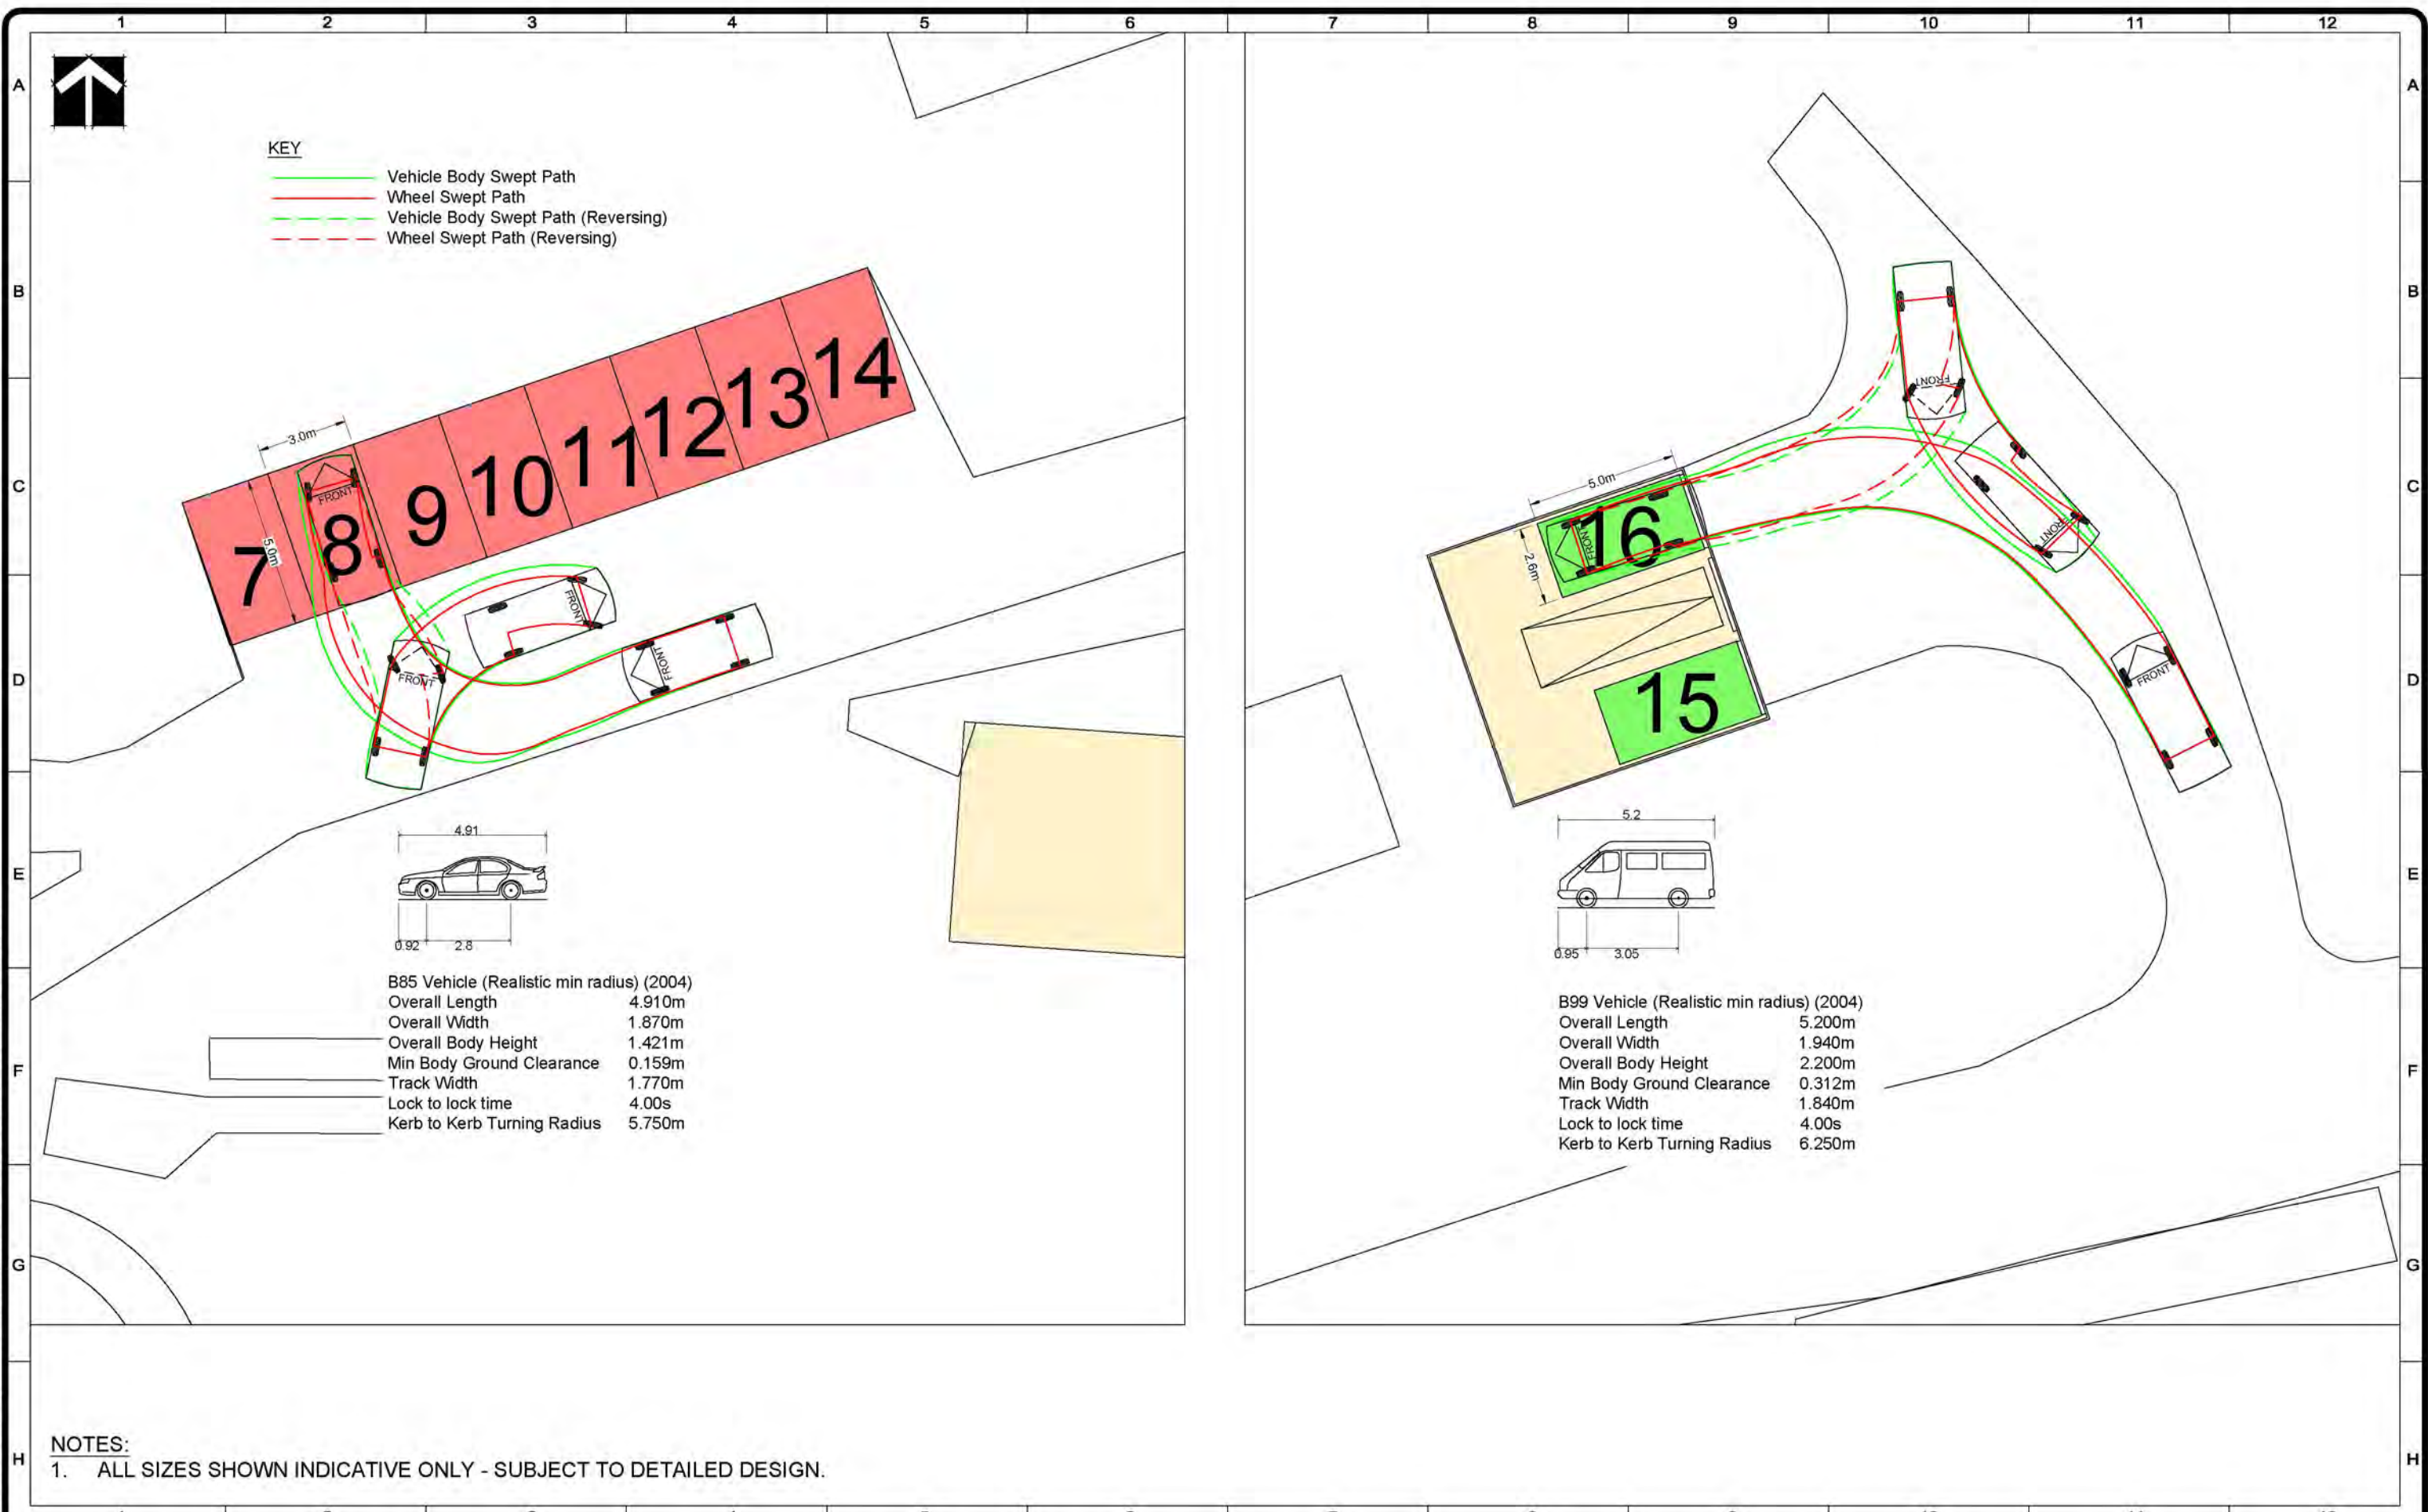 1 2 3 4 5 6 7 8 9 10 11 12
A A
KEY
Vehicle Body Swept Path
Wheel Swept Path
Vehicle Body Swept Path (Reversing)
Wheel Swept Path (Reversing)
B B
14
13
12
11
10
9
8
7
3.0m
5.0m
FRONT
FRONT
FRONT
FRONT
C C
FRONT
5.0m
16
FRONT
2.6m
FRONT
D D
15
FRONT
4.91
0.92 2.8
5.2
0.95 3.05
E E
B85 Vehicle (Realistic min radius) (2004)
Overall Length 4.910m
Overall Width 1.870m
Overall Body Height 1.421m
Min Body Ground Clearance 0.159m
Track Width 1.770m
Lock to lock time 4.00s
Kerb to Kerb Turning Radius 5.750m
B99 Vehicle (Realistic min radius) (2004)
Overall Length 5.200m
Overall Width 1.940m
Overall Body Height 2.200m
Min Body Ground Clearance 0.312m
Track Width 1.840m
Lock to lock time 4.00s
Kerb to Kerb Turning Radius 6.250m
F F
G G
H H
NOTES:
1. ALL SIZES SHOWN INDICATIVE ONLY - SUBJECT TO DETAILED DESIGN.